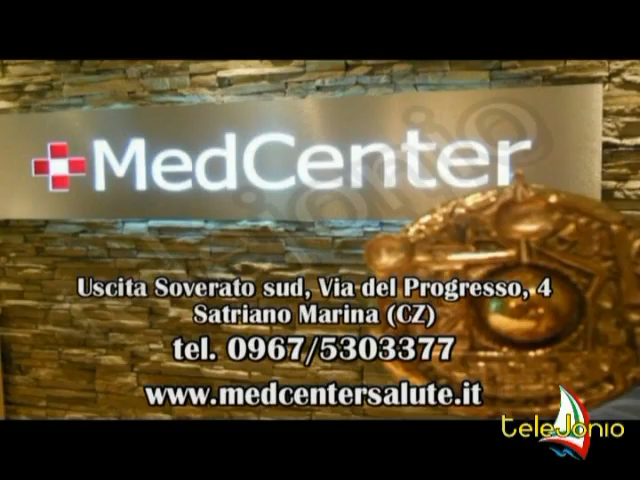 MedCenter
Uscita Soverato sud, Via del Progresso, 4
Satriano Marina (CZ)
tel. 0967/5303377
www.medcentersalute.it
teleJonio